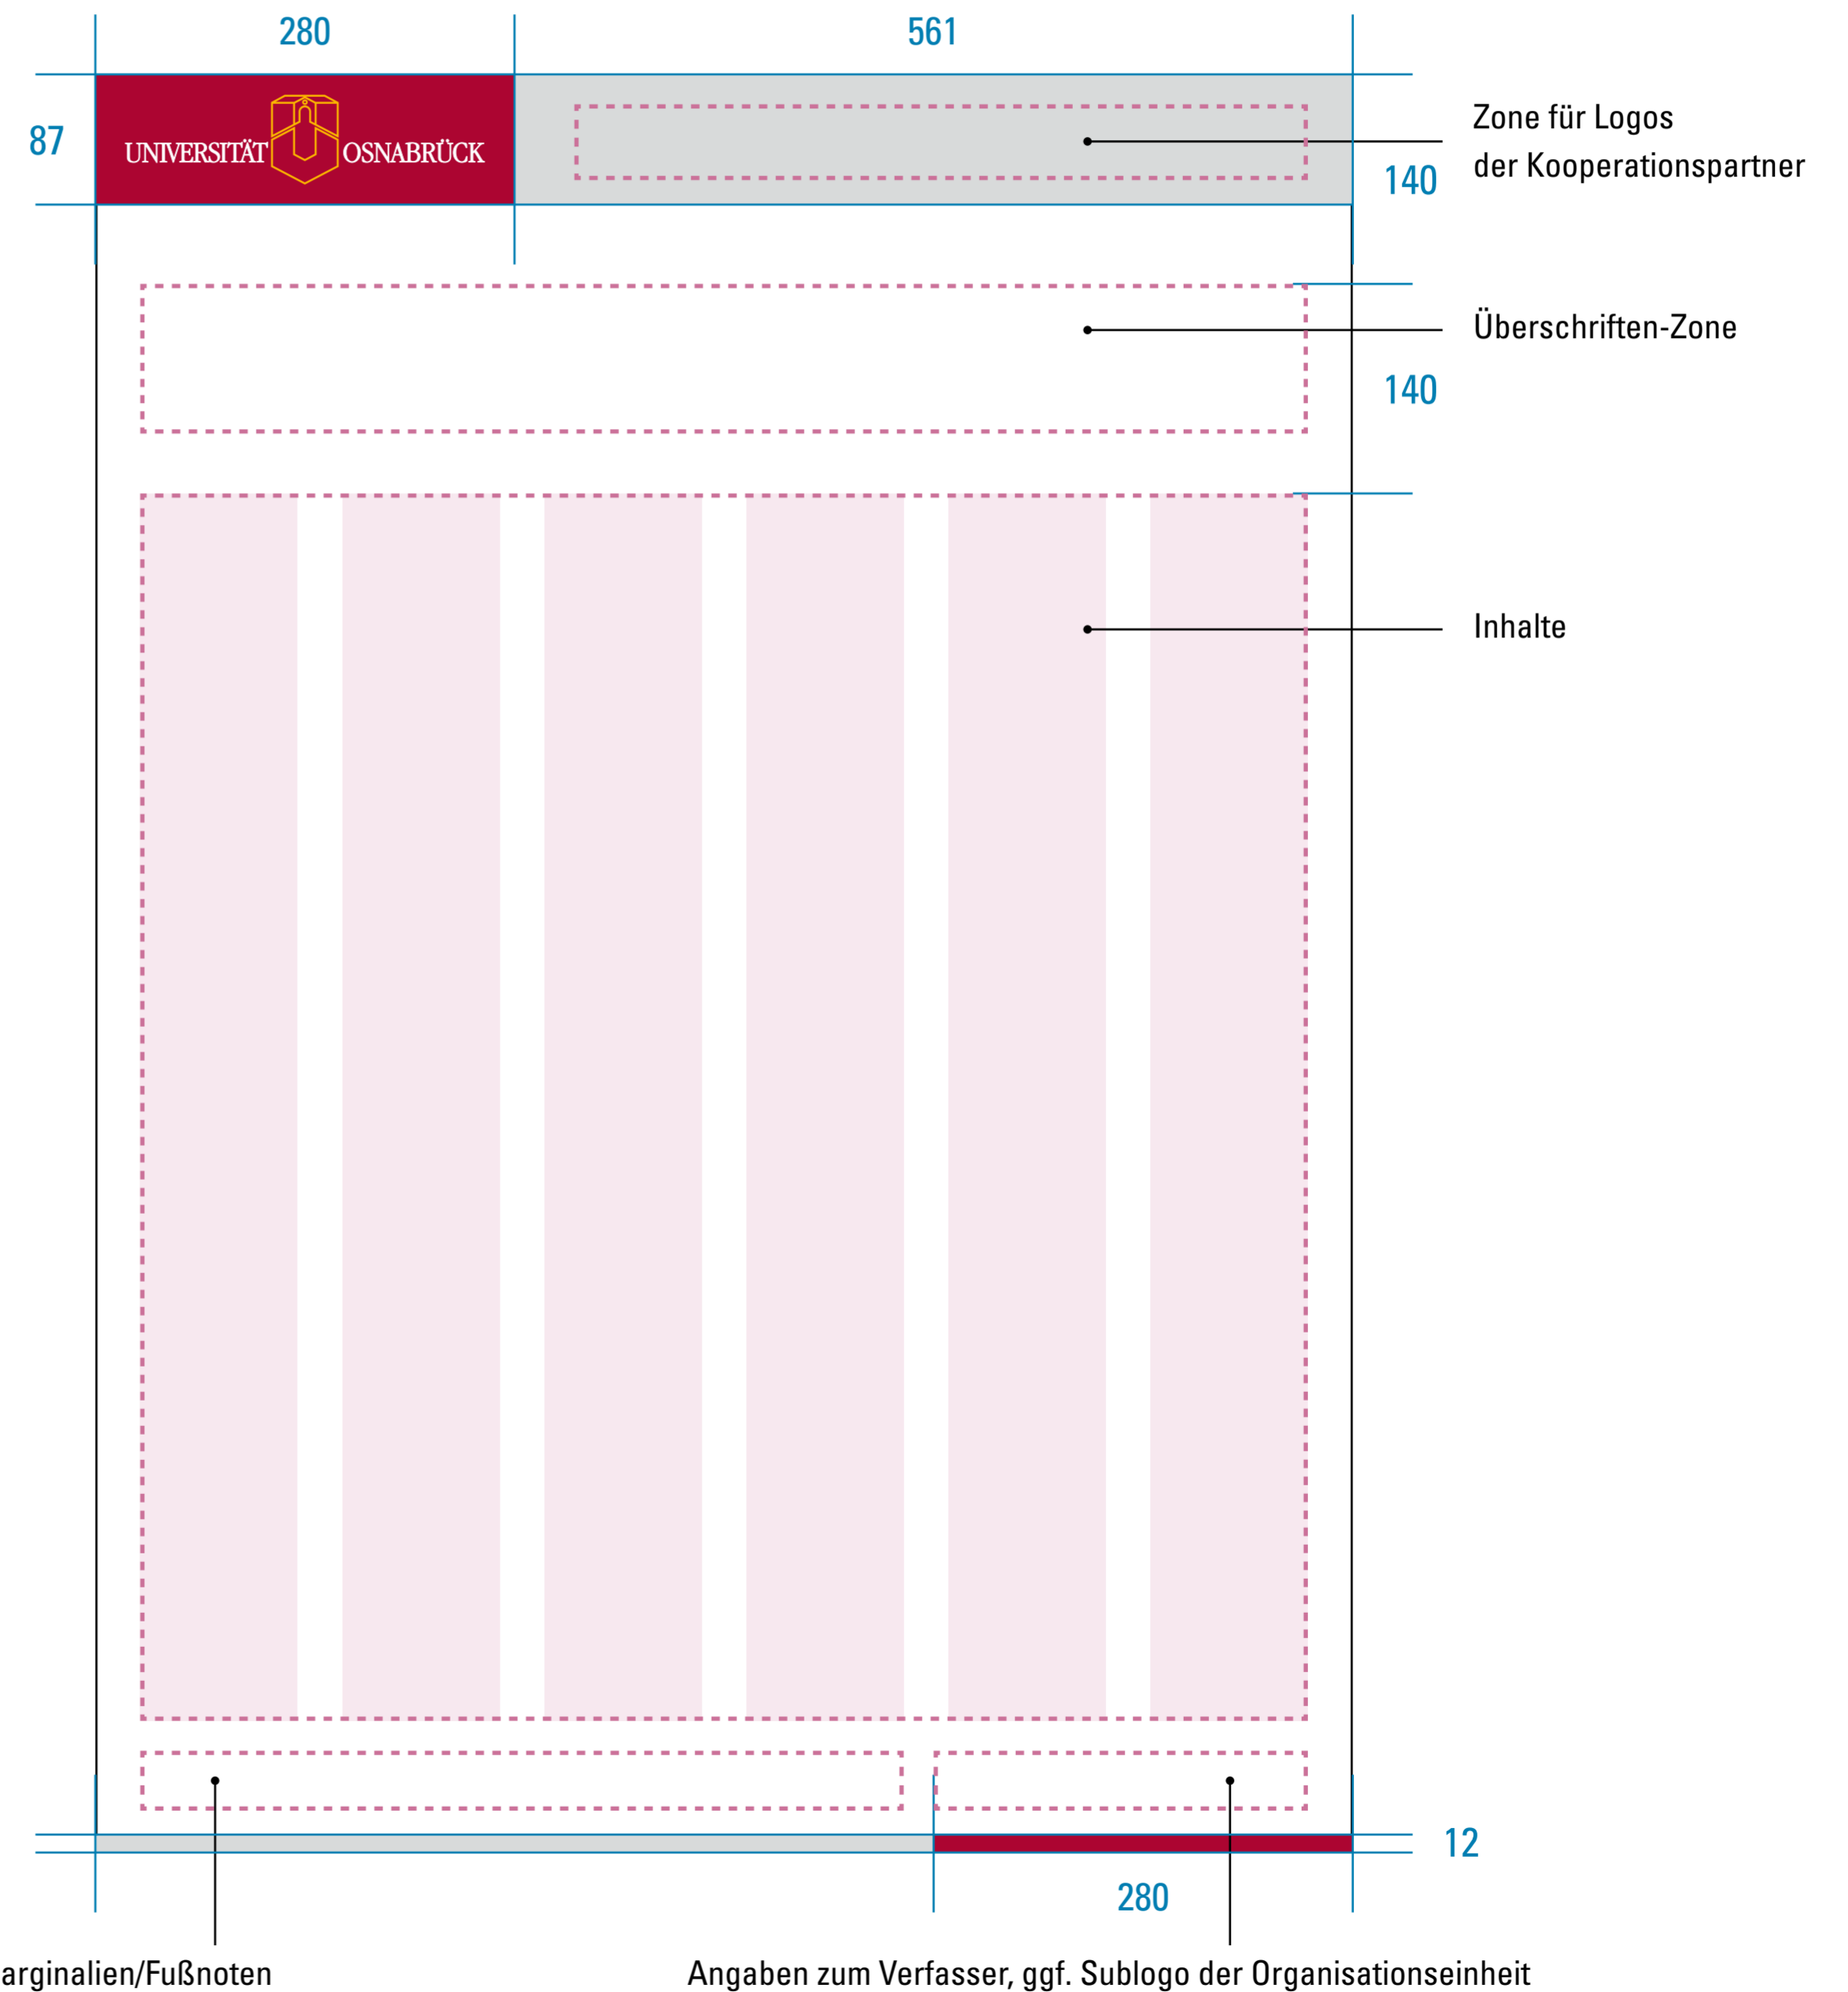 280
561
87
UNIVERSITÄT OSNABRÜCK
Zone für Logos
der Kooperationspartner
140
Überschriften-Zone
140
Inhalte
12
280
arginalien/Fußnoten
Angaben zum Verfasser, ggf. Sublogo der Organisationseinheit